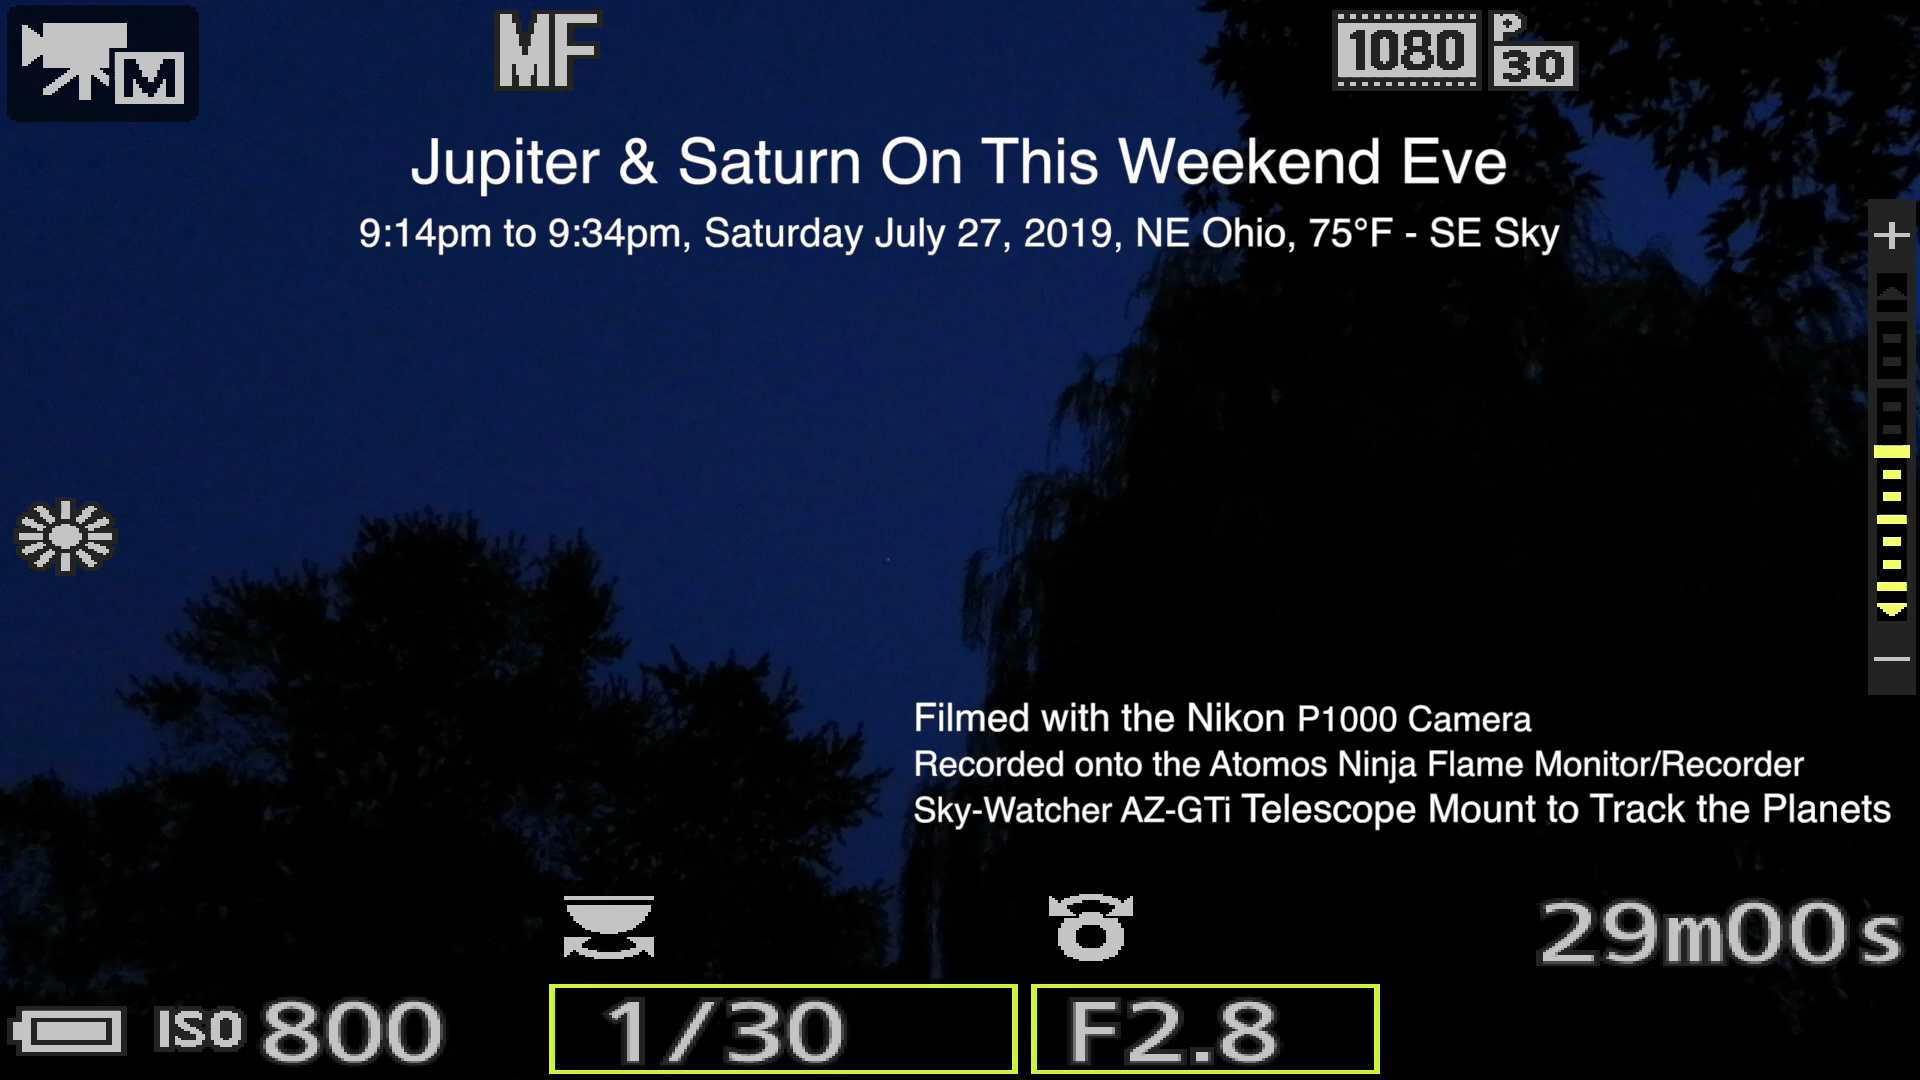 M
MF
1080 P 30
Jupiter & Saturn On This Weekend Eve
9:14pm to 9:34pm, Saturday July 27, 2019, NE Ohio, 75°F - SE Sky
+
−
Filmed with the Nikon P1000 Camera
Recorded onto the Atomos Ninja Flame Monitor/Recorder
Sky-Watcher AZ-GTi Telescope Mount to Track the Planets
29m00s
ISO 800 1/30 F2.8